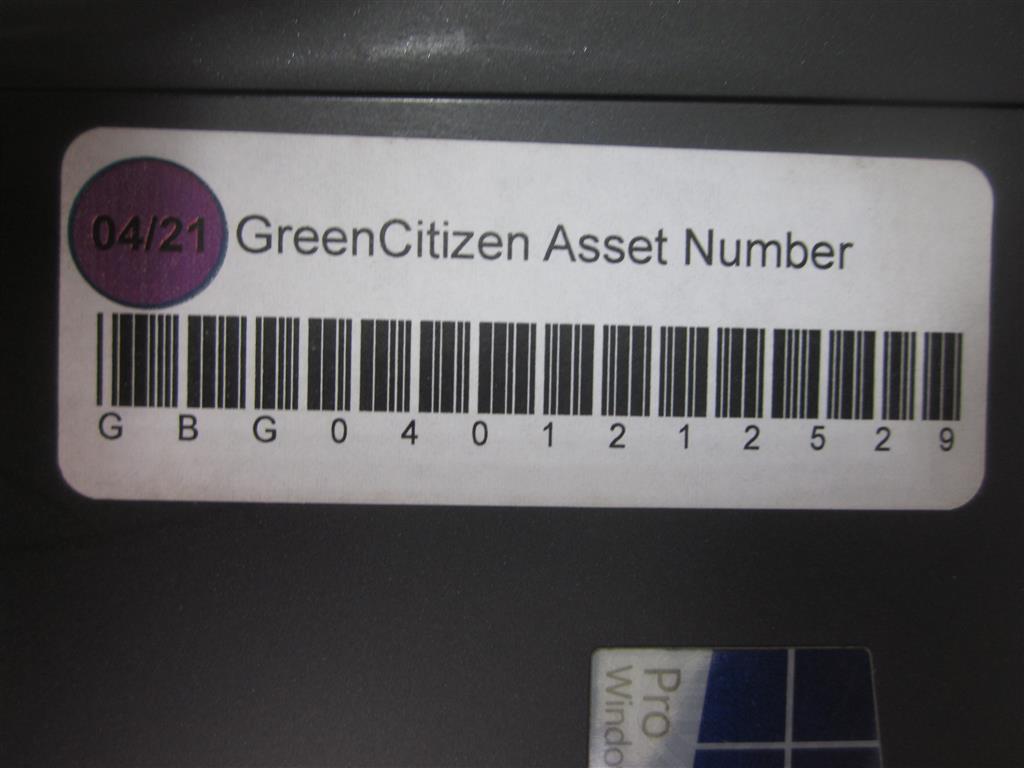 04/21 GreenCitizen Asset Number
G B G 0 4 0 1 2 1 2 5 2 9
Pro
Windo